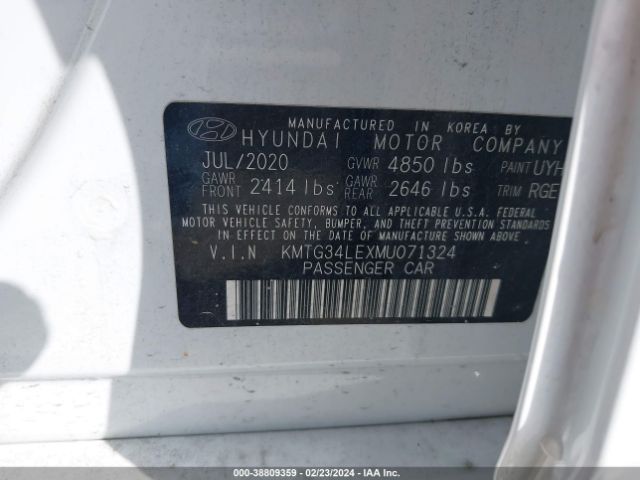 MANUFACTURED IN KOREA BY
HYUNDAI MOTOR COMPANY
JUL/2020 GVWR 4850 lbs PAINT UYH
GAWR FRONT 2414 lbs GAWR REAR 2646 lbs TRIM RGE
THIS VEHICLE CONFORMS TO ALL APPLICABLE U.S.A. FEDERAL
MOTOR VEHICLE SAFETY, BUMPER, AND THEFT PREVENTION
STANDARDS IN EFFECT ON THE DATE OF MANUFACTURE SHOWN ABOVE.
V.I.N KMTG34LEXMU071324
PASSENGER CAR
000-38809359 - 02/23/2024 - IAA Inc.